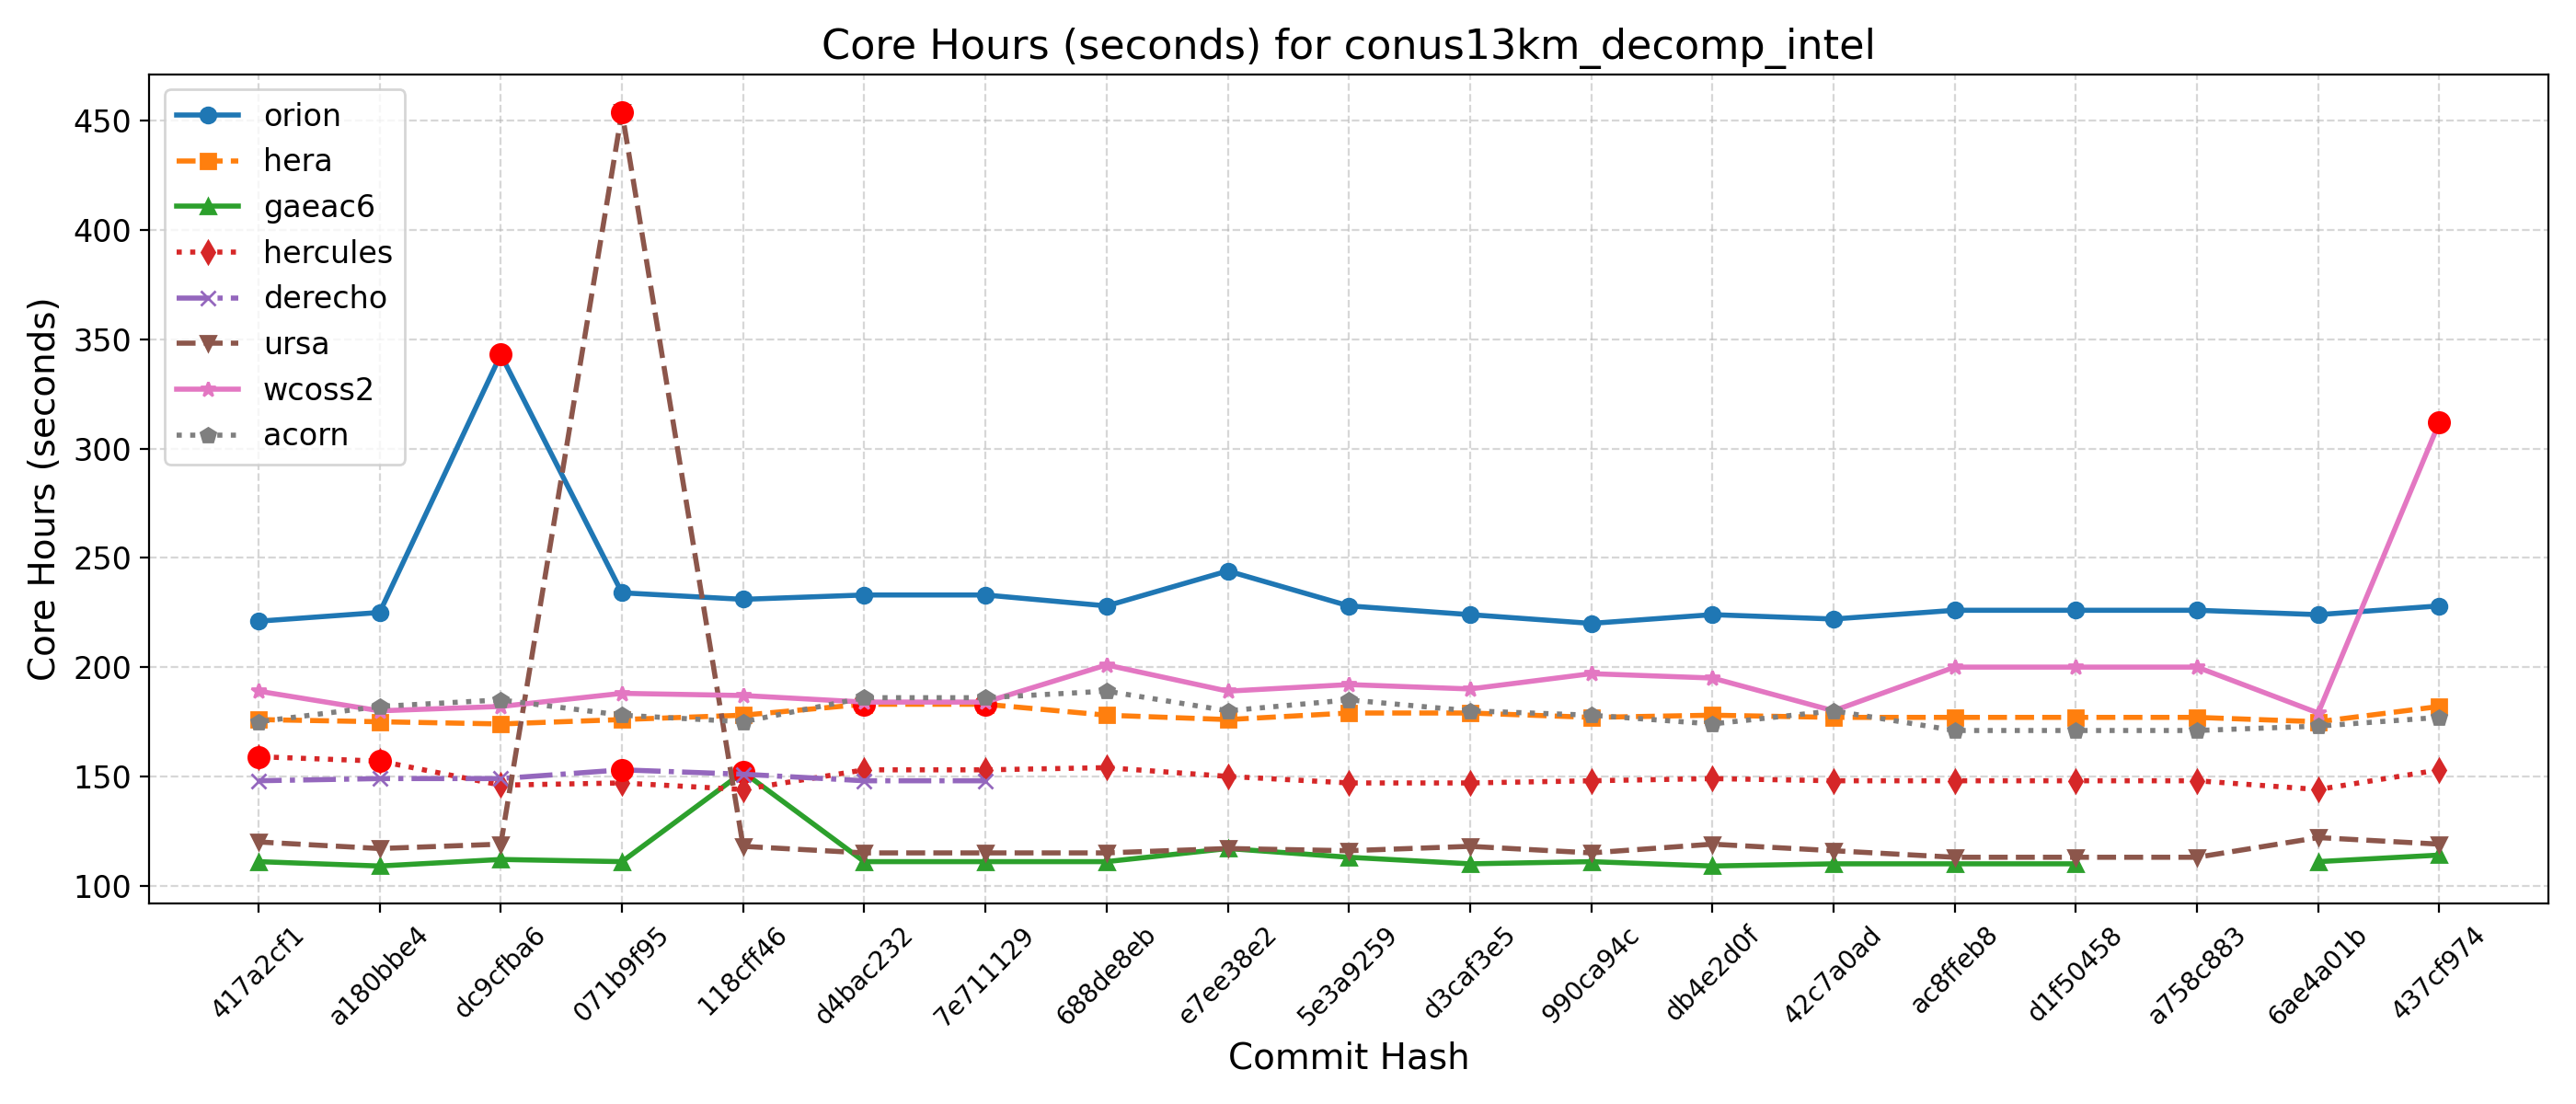 Core Hours (seconds) for conus13km_decomp_intel
Core Hours (seconds)
450
400
350
300
250
200
150
100
orion
hera
gaeac6
hercules
derecho
ursa
wcoss2
acorn
417a2cf1
a180bbe4
dc9cfba6
071b9f95
118cff46
d4bac232
7e711129
688de8eb
e7ee38e2
5e3a9259
d3caf3e5
990ca94c
db4e2d0f
42c7a0ad
ac8ffeb8
d1f50458
a758c883
6ae4a01b
437cf974
Commit Hash